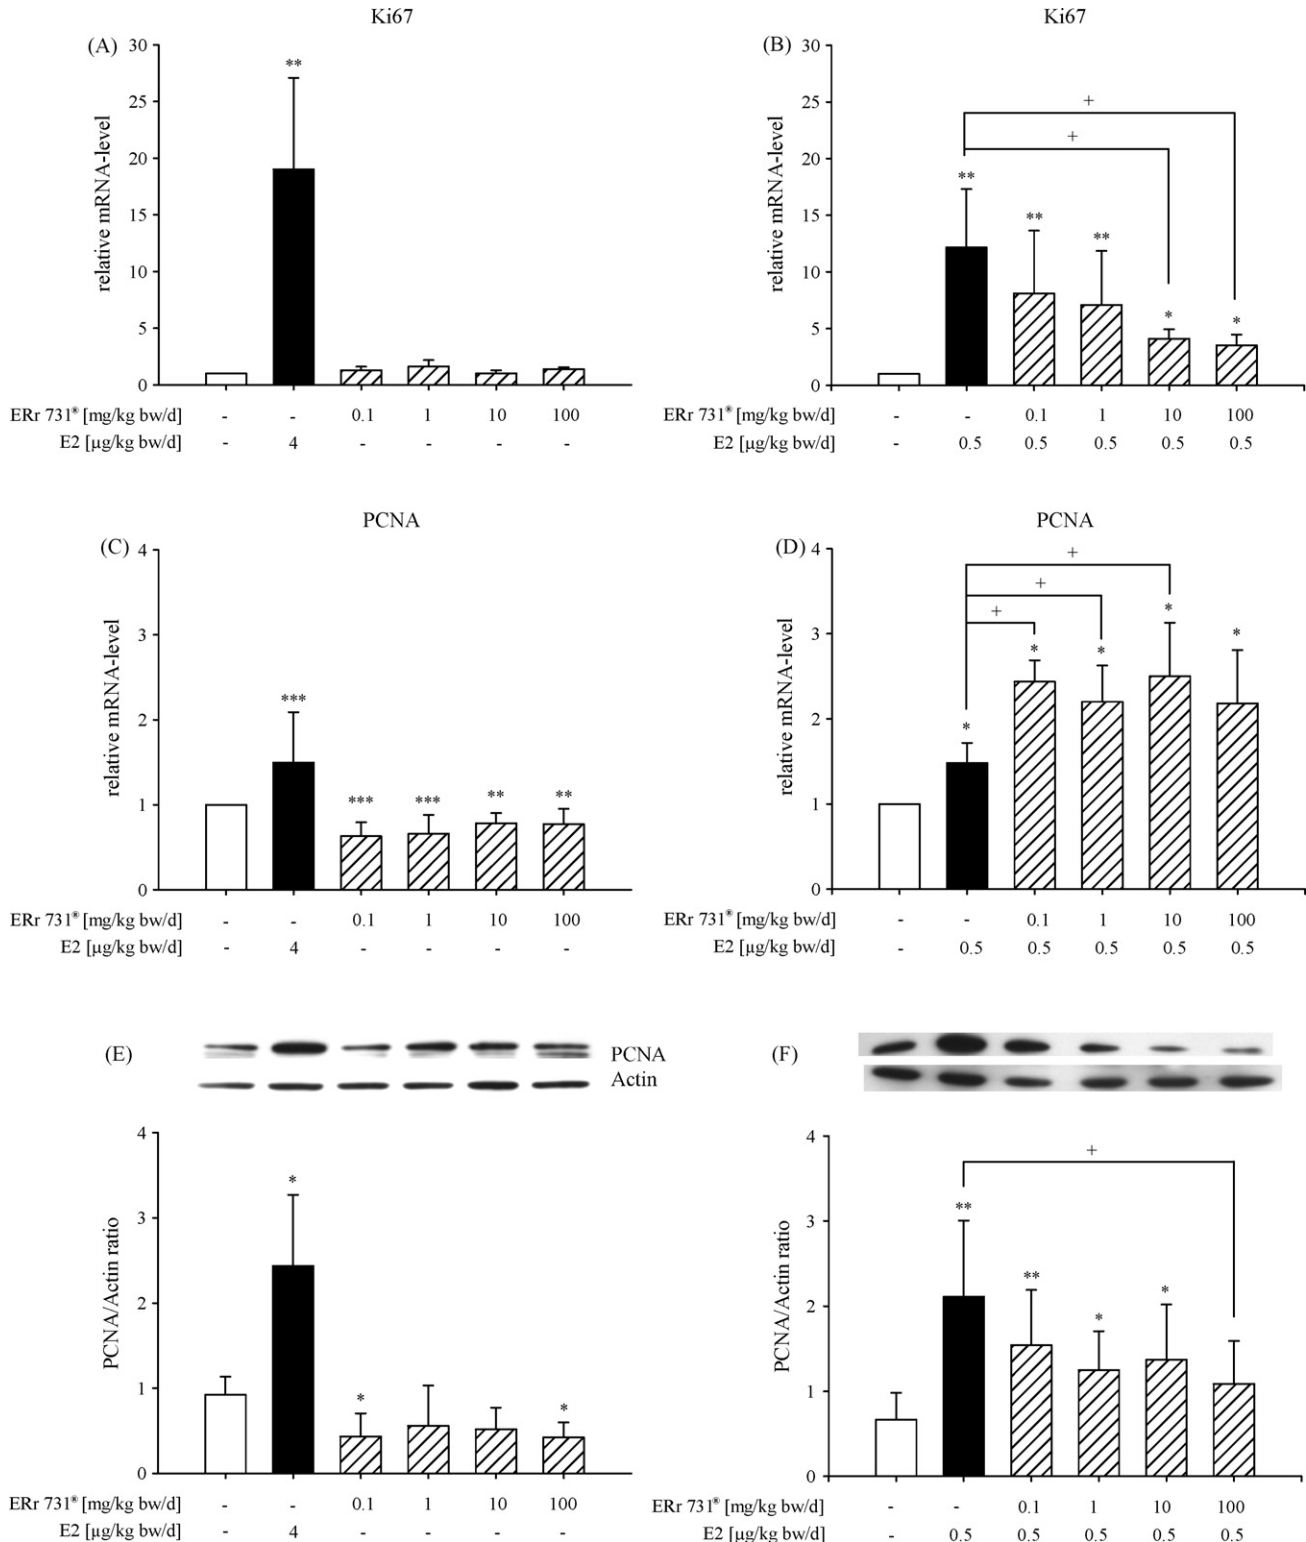 Ki67
(A)
relative mRNA-level
30
25
20
15
10
5
0
**
ERr 731® [mg/kg bw/d] - - 0.1 1 10 100
E2 [µg/kg bw/d] - 4 - - - -
Ki67
(B)
relative mRNA-level
30
25
20
15
10
5
0
+
+
** ** ** * *
ERr 731® [mg/kg bw/d] - - 0.1 1 10 100
E2 [µg/kg bw/d] - 0.5 0.5 0.5 0.5 0.5
PCNA
(C)
relative mRNA-level
4
3
2
1
0
*** *** *** ** **
ERr 731® [mg/kg bw/d] - - 0.1 1 10 100
E2 [µg/kg bw/d] - 4 - - - -
PCNA
(D)
relative mRNA-level
4
3
2
1
0
+
+
+
* * * * *
ERr 731® [mg/kg bw/d] - - 0.1 1 10 100
E2 [µg/kg bw/d] - 0.5 0.5 0.5 0.5 0.5
(E)
PCNA
Actin
PCNA/Actin ratio
4
3
2
1
0
* * *
ERr 731® [mg/kg bw/d] - - 0.1 1 10 100
E2 [µg/kg bw/d] - 4 - - - -
(F)
PCNA/Actin ratio
4
3
2
1
0
+
** ** * *
ERr 731® [mg/kg bw/d] - - 0.1 1 10 100
E2 [µg/kg bw/d] - 0.5 0.5 0.5 0.5 0.5